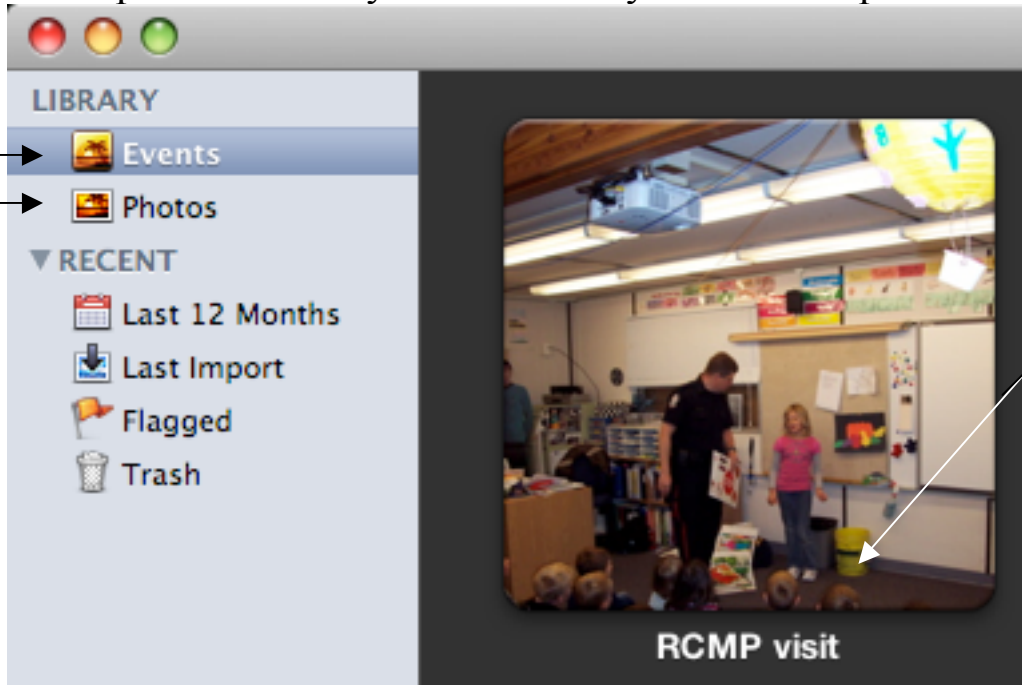 LIBRARY
Events
Photos
RECENT
Last 12 Months
Last Import
Flagged
Trash
RCMP visit